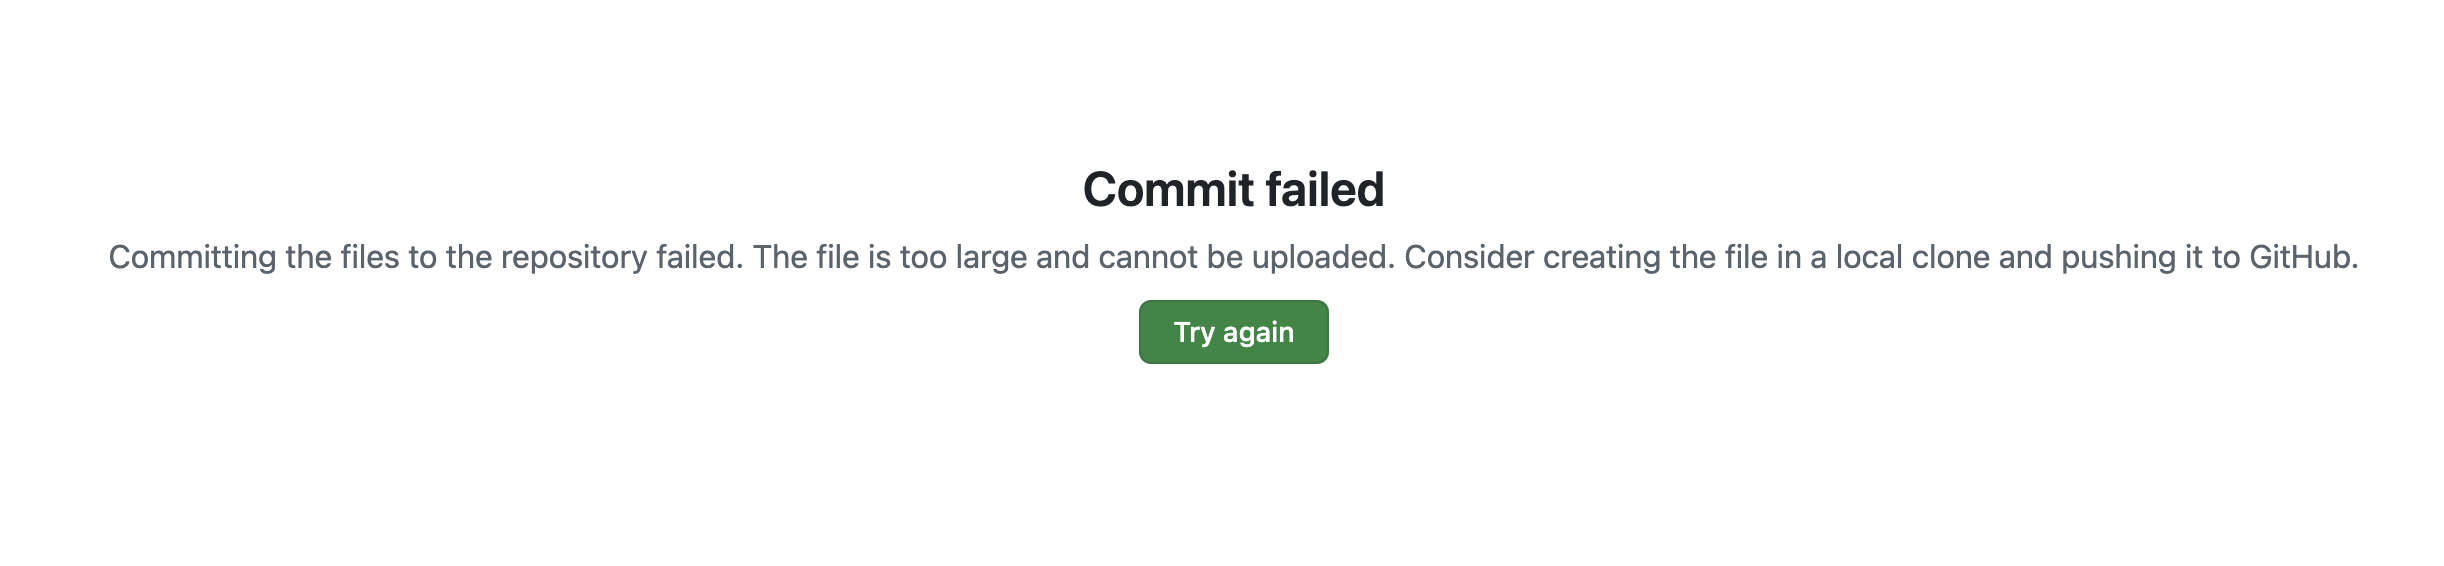 Commit failed
Committing the files to the repository failed. The file is too large and cannot be uploaded. Consider creating the file in a local clone and pushing it to GitHub.
Try again